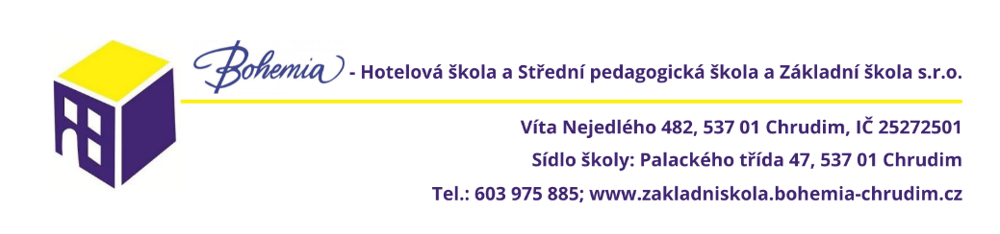 Bohemia - Hotelová škola a Střední pedagogická škola a Základní škola s.r.o.
Víta Nejedlého 482, 537 01 Chrudim, IČ 25272501
Sídlo školy: Palackého třída 47, 537 01 Chrudim
Tel.: 603 975 885; www.zakladniskola.bohemia-chrudim.cz